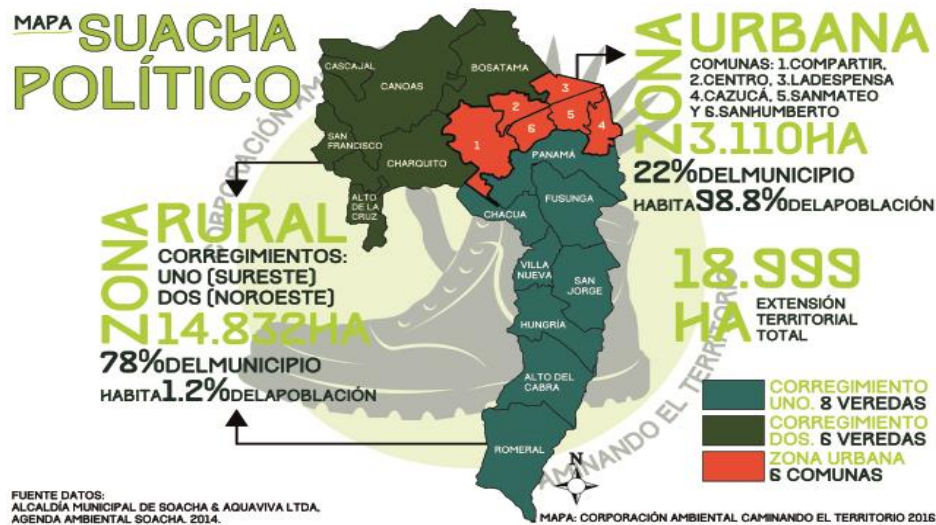 MAPA SUACHA
POLÍTICO
ZONA URBANA
COMUNAS: 1.COMPARTIR,
2.CENTRO, 3.LADESPENSA
4.CAZUCÁ, 5.SANMATEO
Y 6.SANHUMBERTO
3.110HA
22%DELMUNICIPIO
HABITA98.8%DELAPOBLACIÓN
CASCAJAL
CANOAS
BOSATAMA
SAN
FRANCISCO
CHARQUITO
ALTO
DE LA
CRUZ
1
2
3
4
5
6
PANAMÁ
FUSUNGA
CHACUA
VILLA
NUEVA
SAN
JORGE
HUNGRÍA
ALTO DEL
CABRA
ROMERAL
ZONA RURAL
CORREGIMIENTOS:
UNO (SURESTE)
DOS (NOROESTE)
14.832HA
78%DELMUNICIPIO
HABITA1.2%DELAPOBLACIÓN
18.999
HA EXTENSIÓN
TERRITORIAL
TOTAL
CORREGIMIENTO
UNO. 8 VEREDAS
CORREGIMIENTO
DOS. 6 VEREDAS
ZONA URBANA
6 COMUNAS
N
FUENTE DATOS:
ALCALDÍA MUNICIPAL DE SOACHA & AQUAVIVA LTDA,
AGENDA AMBIENTAL SOACHA. 2014.
MAPA: CORPORACIÓN AMBIENTAL CAMINANDO EL TERRITORIO 2016
CORPORACIÓN AM
AMINANDO EL TERRITORIO